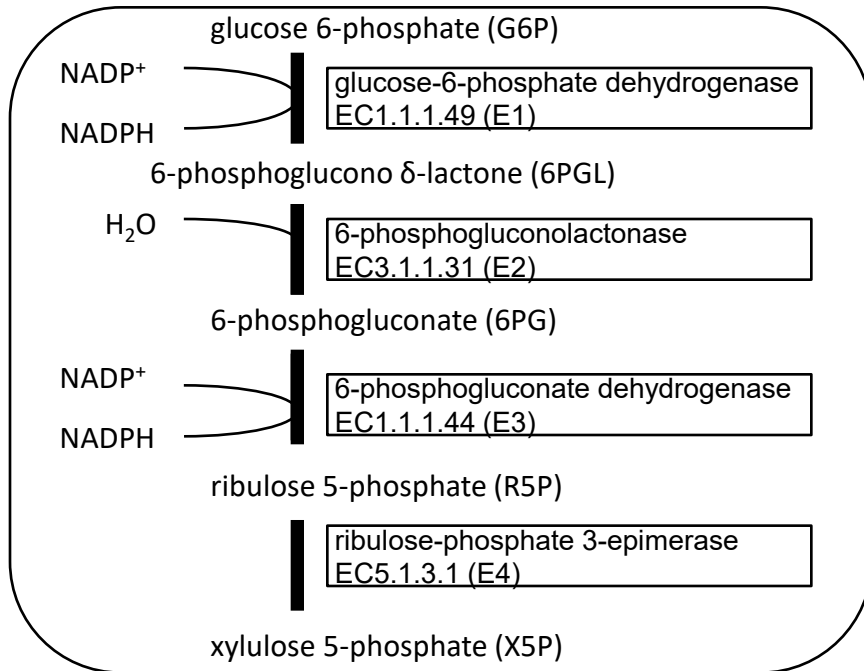 glucose 6-phosphate (G6P)
NADP⁺
glucose-6-phosphate dehydrogenase
EC1.1.1.49 (E1)
NADPH
6-phosphoglucono δ-lactone (6PGL)
H₂O
6-phosphogluconolactonase
EC3.1.1.31 (E2)
6-phosphogluconate (6PG)
NADP⁺
6-phosphogluconate dehydrogenase
EC1.1.1.44 (E3)
NADPH
ribulose 5-phosphate (R5P)
ribulose-phosphate 3-epimerase
EC5.1.3.1 (E4)
xylulose 5-phosphate (X5P)